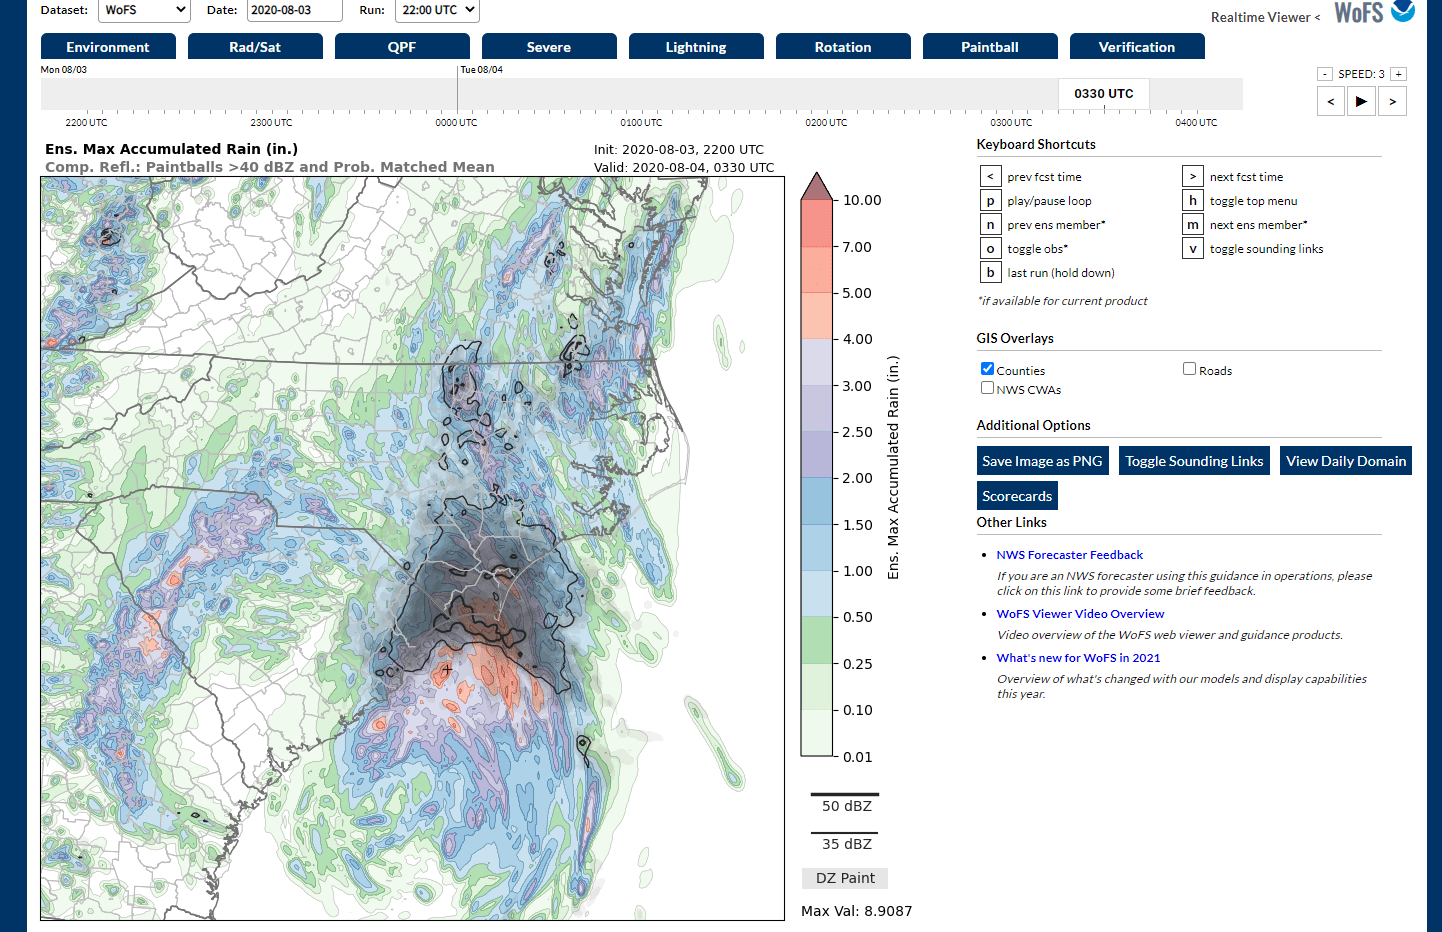 Dataset: WoFS Date: 2020-08-03 Run: 22:00 UTC
Realtime Viewer < WoFS
Environment Rad/Sat QPF Severe Lightning Rotation Paintball Verification
Mon 08/03 Tue 08/04
- SPEED: 3 +
0330 UTC
< ▶ >
2200 UTC 2300 UTC 0000 UTC 0100 UTC 0200 UTC 0300 UTC 0400 UTC
Ens. Max Accumulated Rain (in.)
Comp. Refl.: Paintballs >40 dBZ and Prob. Matched Mean
Init: 2020-08-03, 2200 UTC
Valid: 2020-08-04, 0330 UTC
10.00
7.00
5.00
4.00
3.00
2.50
2.00
1.50
1.00
0.50
0.25
0.10
0.01
Ens. Max Accumulated Rain (in.)
50 dBZ
35 dBZ
DZ Paint
Max Val: 8.9087
Keyboard Shortcuts
< prev fcst time > next fcst time
p play/pause loop h toggle top menu
n prev ens member* m next ens member*
o toggle obs* v toggle sounding links
b last run (hold down)
*if available for current product
GIS Overlays
Counties Roads
NWS CWAs
Additional Options
Save Image as PNG Toggle Sounding Links View Daily Domain
Scorecards
Other Links
• NWS Forecaster Feedback
If you are an NWS forecaster using this guidance in operations, please
click on this link to provide some brief feedback.
• WoFS Viewer Video Overview
Video overview of the WoFS web viewer and guidance products.
• What's new for WoFS in 2021
Overview of what's changed with our models and display capabilities
this year.